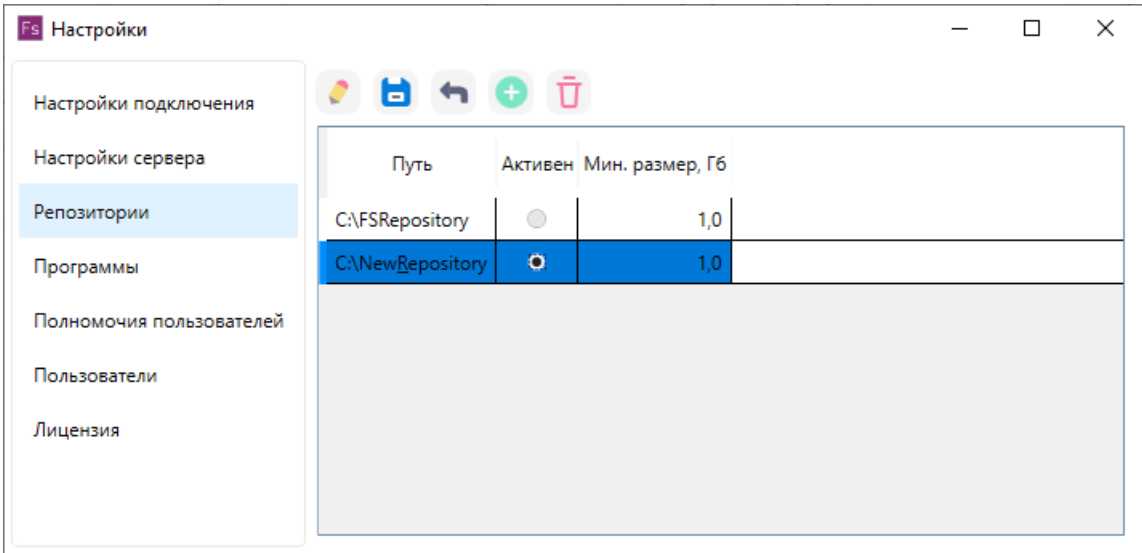 Fs Настройки
Настройки подключения
Настройки сервера
Репозитории
Программы
Полномочия пользователей
Пользователи
Лицензия
Путь Активен Мин. размер, Гб
C:\FSRepository 1,0
C:\NewRepository 1,0